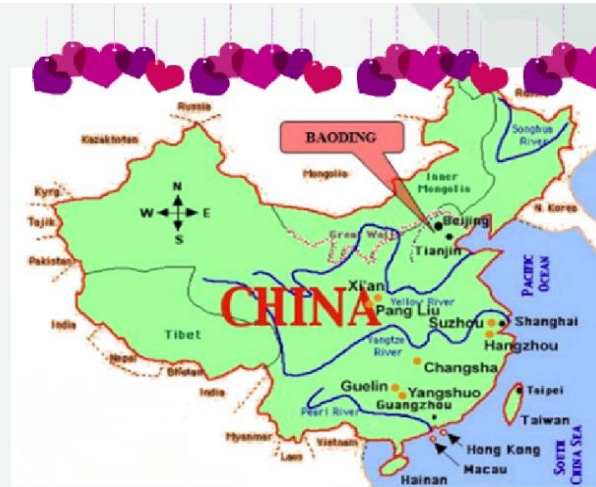 Russia
Ru
Kazakhstan
BAODING
Songhua
River
Mongolia
Inner
Mongolia
Kyrg.
Tajik
Pakistan
N
W E
S
Great Wall
Beijing
Tianjin
N. Korea
PACIFIC
OCEAN
Xi'an
CHINA
Pang Liu
Yellow River
Tibet
Suzhou
Shanghai
Hangzhou
Yangtze
River
India
Nepal
Bhutan
India
Changsha
Guelin
Yangshuo
Guangzhou
Pearl River
Taipei
Taiwan
Myanmar
Laos
Vietnam
Hong Kong
Macau
Hainan
SOUTH
CHINA SEA